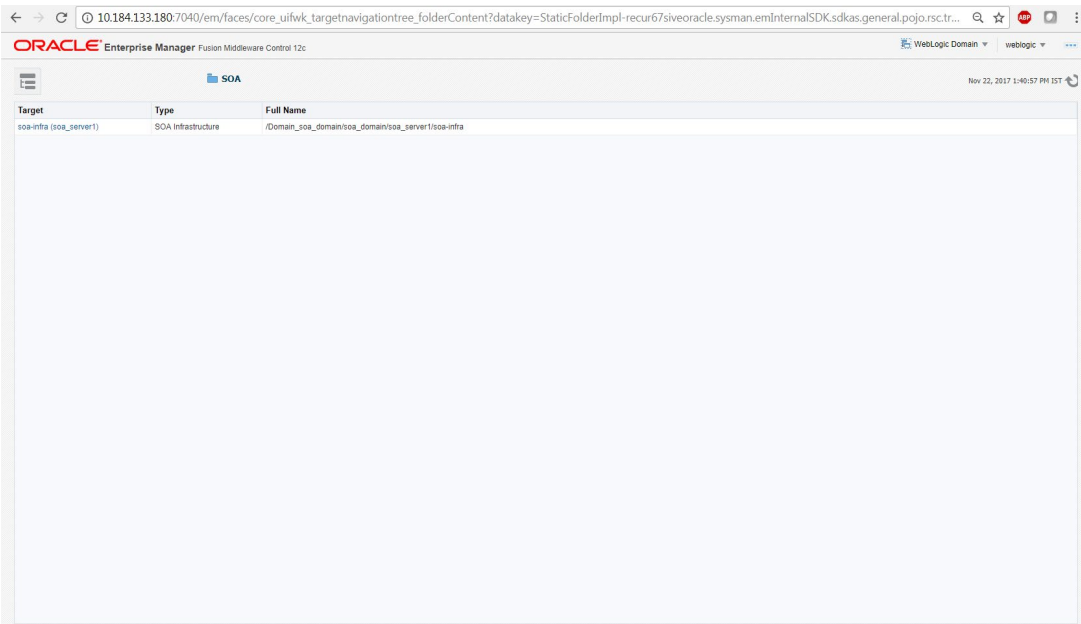 10.184.133.180:7040/em/faces/core_uifwk_targetnavigationtree_folderContent?datakey=StaticFolderImpl-recur67siveoracle.sysman.emInternalSDK.sdkas.general.pojo.rsc.tr...
ABP
ORACLE Enterprise Manager Fusion Middleware Control 12c
WebLogic Domain weblogic
SOA
Nov 22, 2017 1:40:57 PM IST
Target Type Full Name
soa-infra (soa_server1) SOA Infrastructure /Domain_soa_domain/soa_domain/soa_server1/soa-infra